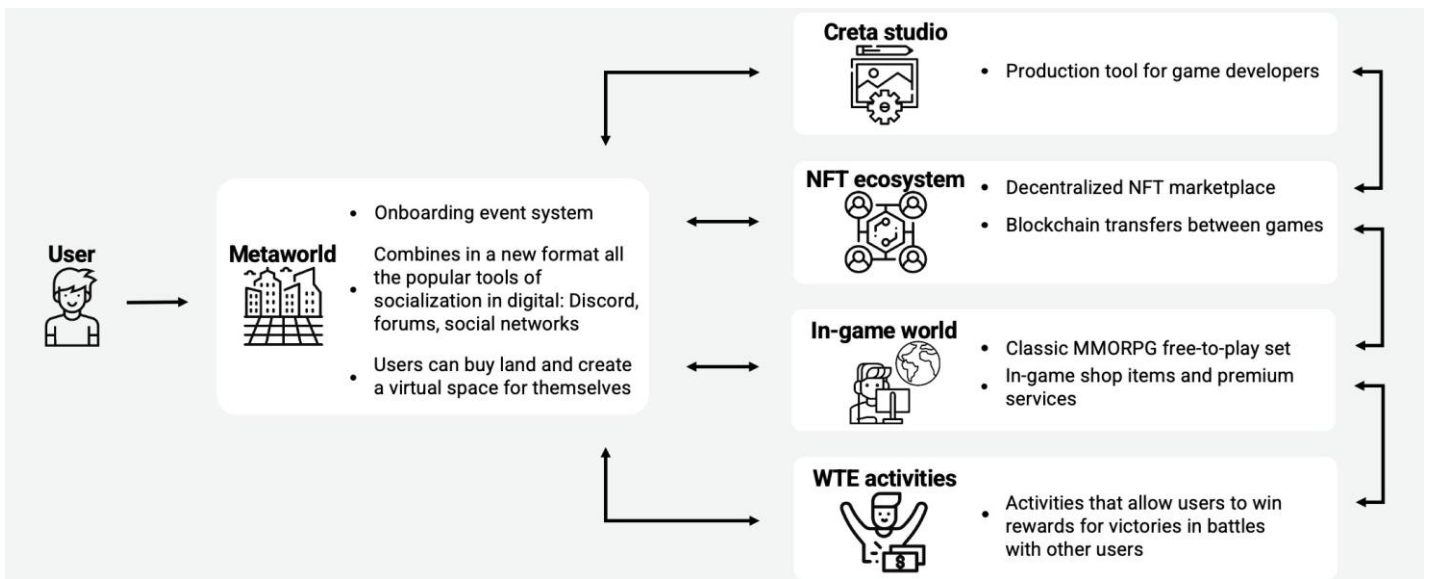 User
Metaworld
• Onboarding event system
Combines in a new format all
the popular tools of
• socialization in digital: Discord,
forums, social networks
Users can buy land and create
• a virtual space for themselves
Creta studio
• Production tool for game developers
NFT ecosystem
• Decentralized NFT marketplace
• Blockchain transfers between games
In-game world
• Classic MMORPG free-to-play set
In-game shop items and premium
• services
WTE activities
Activities that allow users to win
• rewards for victories in battles
with other users
$